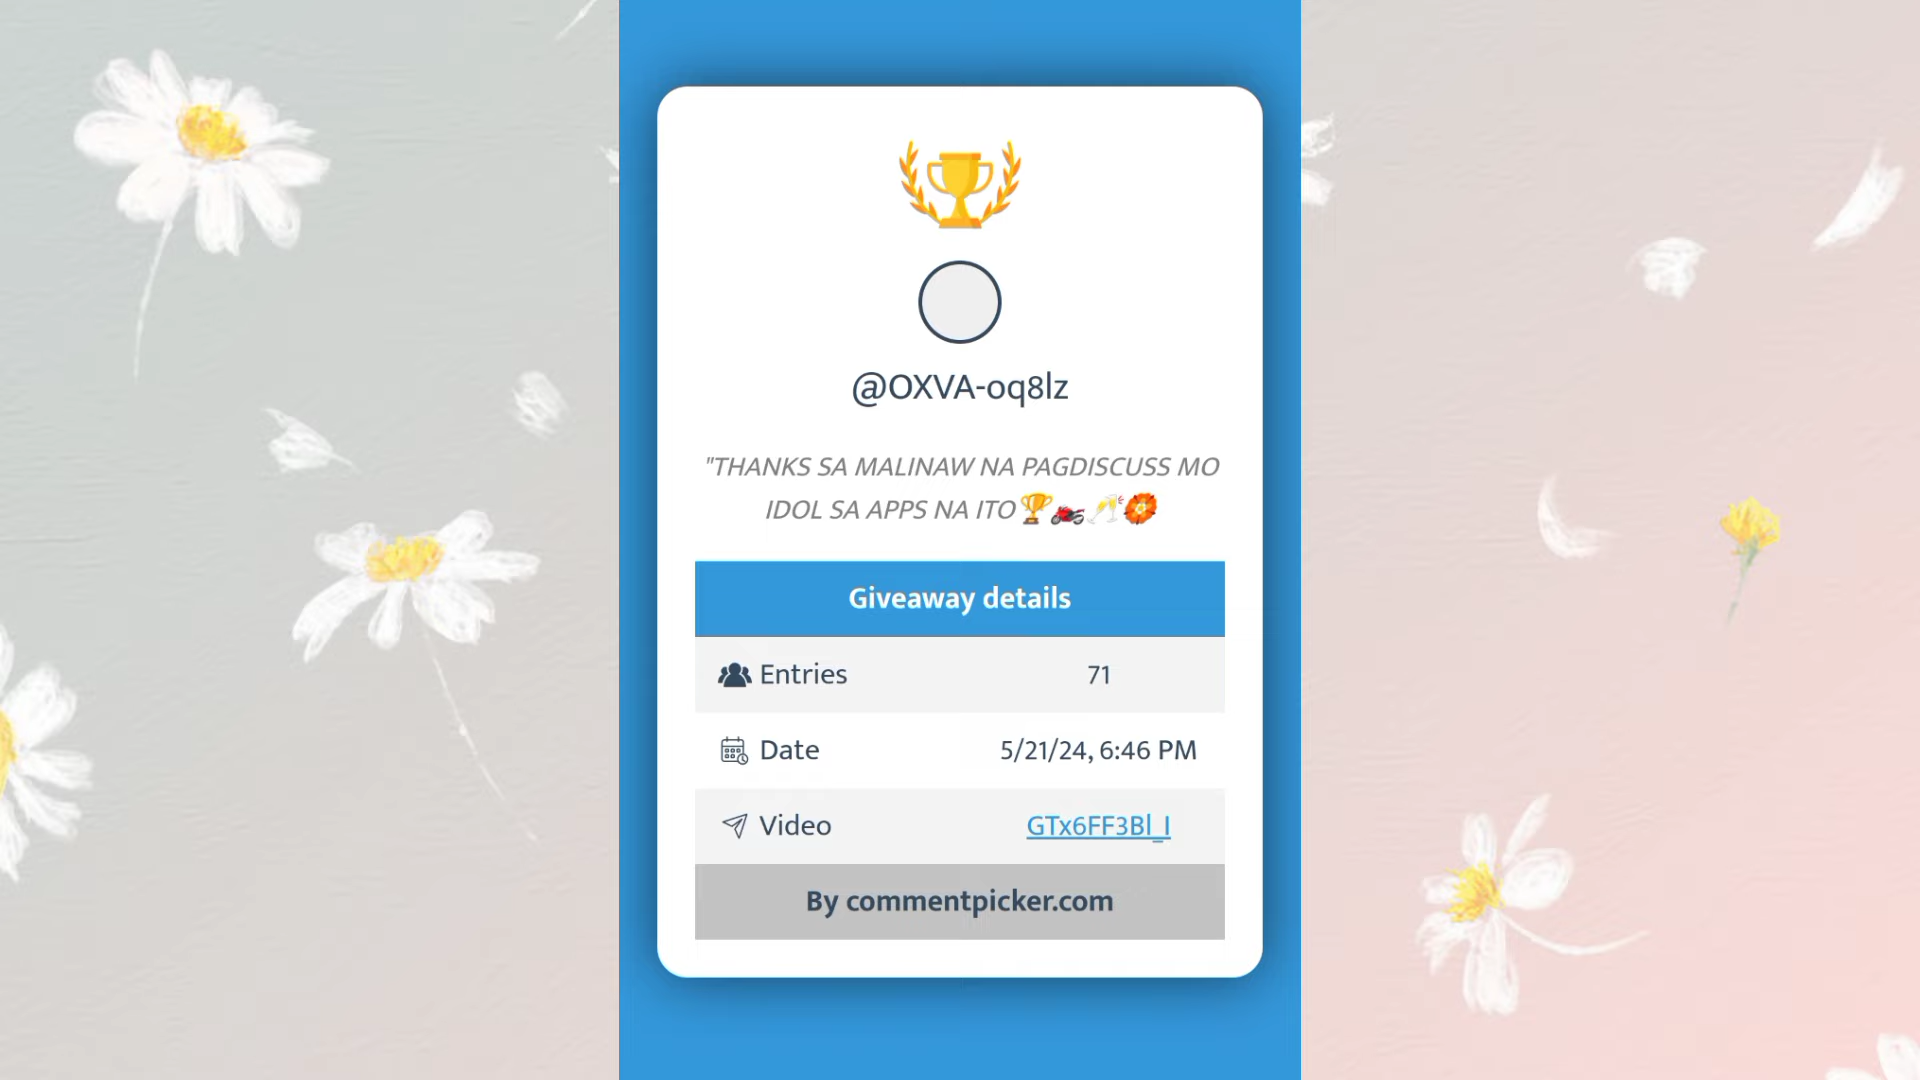 @OXVA-oq8lz
"THANKS SA MALINAW NA PAGDISCUSS MO
IDOL SA APPS NA ITO🏆🏍️🥂🏵️
Giveaway details
Entries 71
Date 5/21/24, 6:46 PM
Video GTx6FF3Bl_I
By commentpicker.com